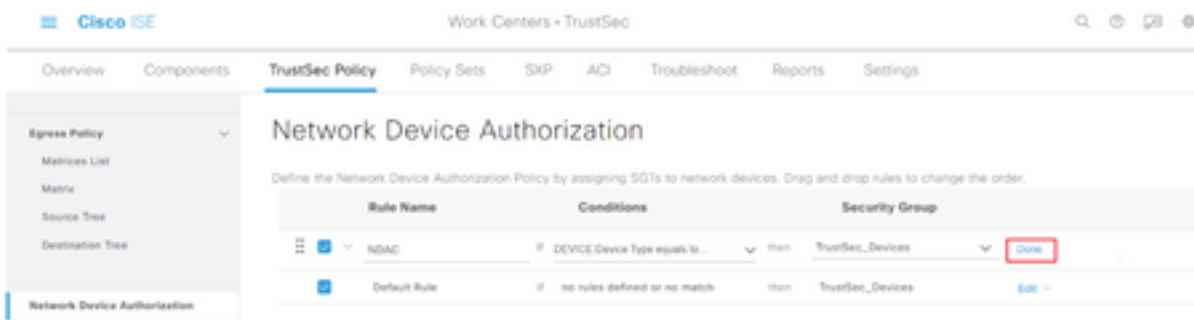 Cisco ISE
Work Centers • TrustSec
Overview Components TrustSec Policy Policy Sets SXP ACI Troubleshoot Reports Settings
Egress Policy
Matrices List
Matrix
Source Tree
Destination Tree
Network Device Authorization
Network Device Authorization
Define the Network Device Authorization Policy by assigning SGTs to network devices. Drag and drop rules to change the order.
Rule Name Conditions Security Group
NDAC If DEVICE:Device Type equals to... then TrustSec_Devices Done
Default Rule If no rules defined or no match then TrustSec_Devices Edit